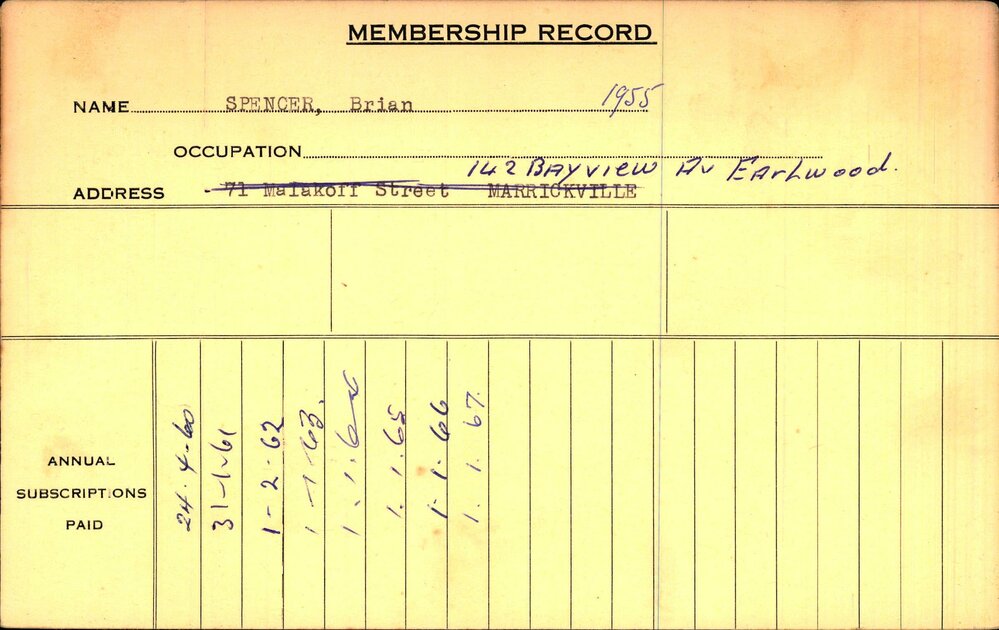 MEMBERSHIP RECORD
NAME SPENCER, Brian 1955
OCCUPATION
142 BAYVIEW AV EARLWOOD.
ADDRESS 71 Malakoff Street MARRICKVILLE
ANNUAL
SUBSCRIPTIONS
PAID
24.4-60
31-1-61
1-2-62
1-1-63.
1.1.64
1.1.65
1-1-66
1.1.67.